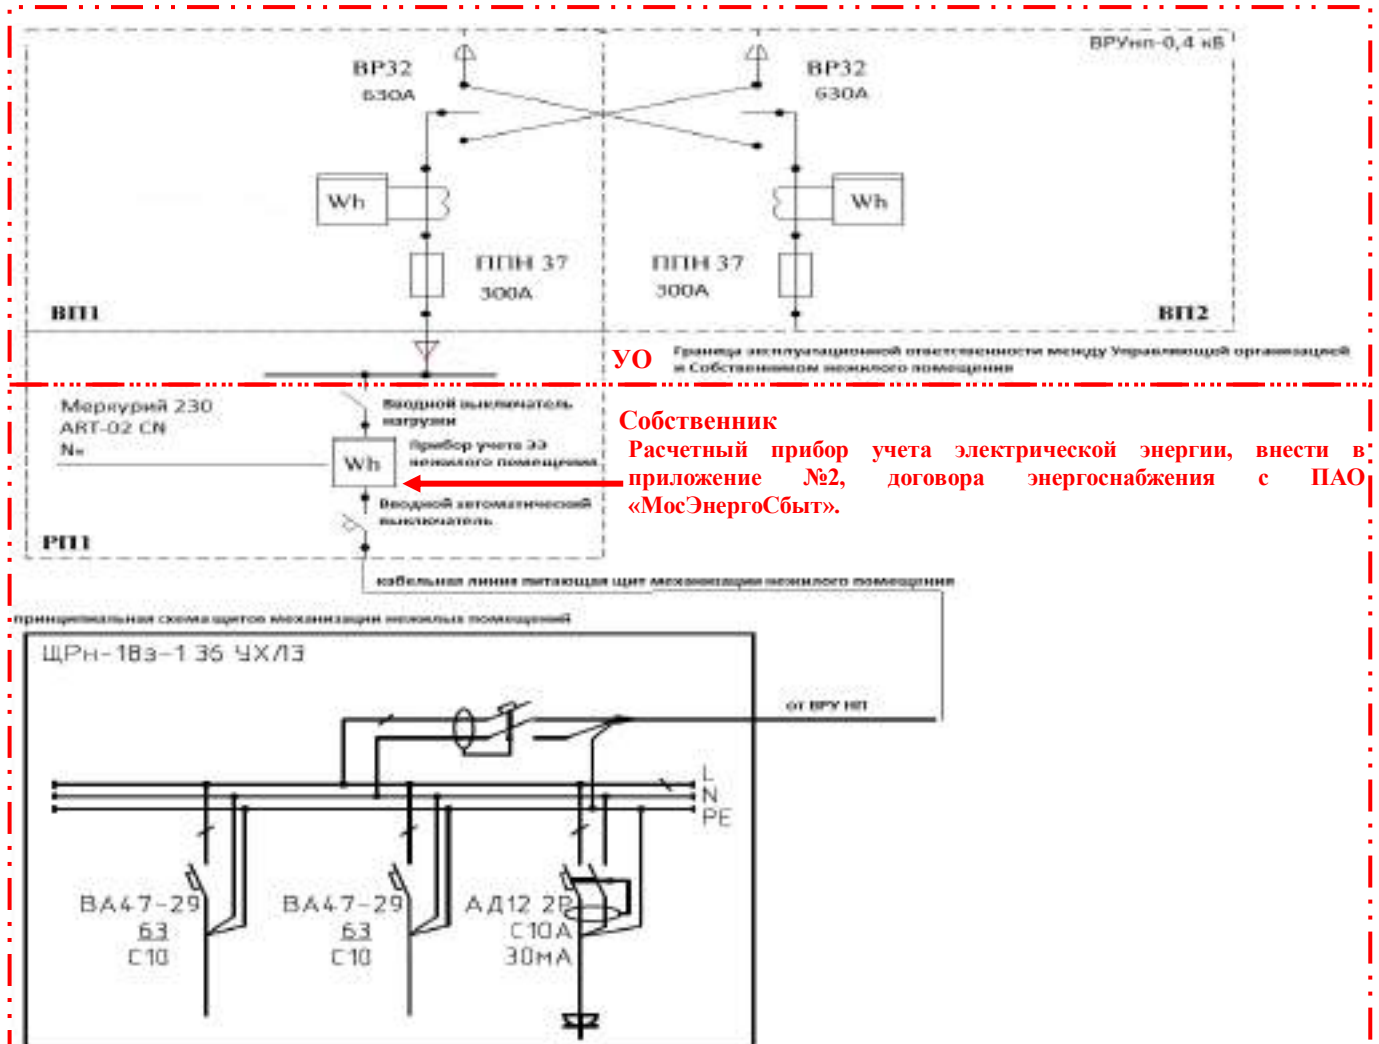 ВРУнп-0,4 кВ
ВР32
630А
ВР32
630А
Wh
Wh
ППН 37
300А
ППН 37
300А
ВП1
ВП2
УО
Граница эксплуатационной ответственности между Управляющей организацией
и Собственником нежилого помещения
Меркурий 230
ART-02 CN
N=
Вводной выключатель
нагрузки
Wh
Прибор учета ЭЭ
нежилого помещения
Вводной автоматический
выключатель
РП1
Собственник
Расчетный прибор учета электрической энергии, внести в
приложение №2, договора энергоснабжения с ПАО
«МосЭнергоСбыт».
кабельная линия питающая щит механизации нежилого помещения
принципиальная схема щитов механизации нежилых помещений
ЩРн-18з-1 36 УХЛ3
от ВРУ НП
L
N
PE
ВА47-29
63
С10
ВА47-29
63
С10
АД12 2Р
С10А
30мА